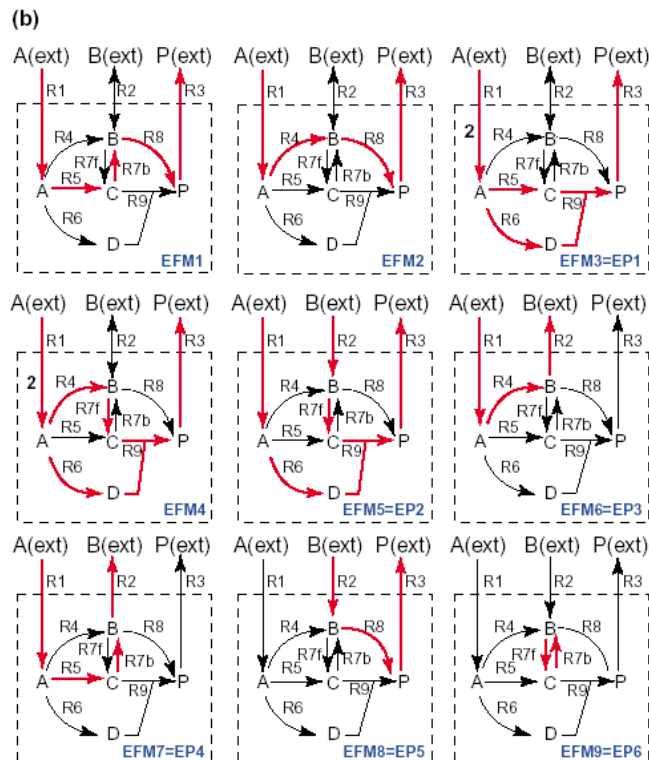 (b)
A(ext) B(ext) P(ext)
R1 R2 R3
R4 B R8
R7f R7b
A R5 C R9 P
R6 D
EFM1
A(ext) B(ext) P(ext)
R1 R2 R3
R4 B R8
R7f R7b
A R5 C R9 P
R6 D
EFM2
A(ext) B(ext) P(ext)
R1 R2 R3
2 R4 B R8
R7f R7b
A R5 C R9 P
R6 D
EFM3=EP1
A(ext) B(ext) P(ext)
R1 R2 R3
2 R4 B R8
R7f R7b
A R5 C R9 P
R6 D
EFM4
A(ext) B(ext) P(ext)
R1 R2 R3
R4 B R8
R7f R7b
A R5 C R9 P
R6 D
EFM5=EP2
A(ext) B(ext) P(ext)
R1 R2 R3
R4 B R8
R7f R7b
A R5 C R9 P
R6 D
EFM6=EP3
A(ext) B(ext) P(ext)
R1 R2 R3
R4 B R8
R7f R7b
A R5 C R9 P
R6 D
EFM7=EP4
A(ext) B(ext) P(ext)
R1 R2 R3
R4 B R8
R7f R7b
A R5 C R9 P
R6 D
EFM8=EP5
A(ext) B(ext) P(ext)
R1 R2 R3
R4 B R8
R7f R7b
A R5 C R9 P
R6 D
EFM9=EP6